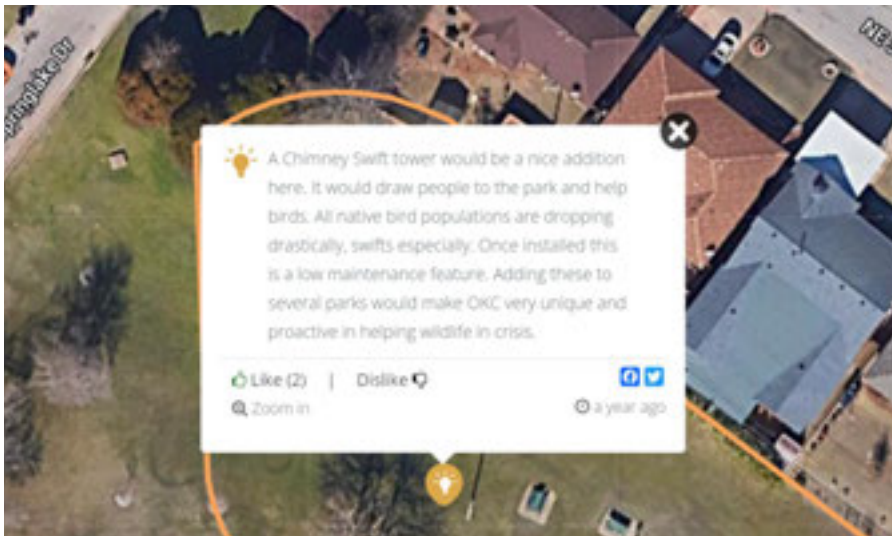 Springlake Dr
NE
A Chimney Swift tower would be a nice addition
here. It would draw people to the park and help
birds. All native bird populations are dropping
drastically, swifts especially. Once installed this
is a low maintenance feature. Adding these to
several parks would make OKC very unique and
proactive in helping wildlife in crisis.
Like (2) | Dislike
Zoom in
a year ago